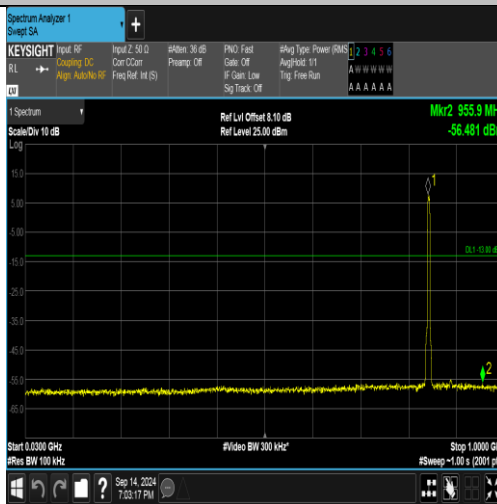 Spectrum Analyzer 1
Swept SA
KEYSIGHT Input: RF Input Z: 50 Ω #Atten: 36 dB PNO: Fast #Avg Type: Power (RMS 1 2 3 4 5 6
RL Coupling: DC Corr CCorr Preamp: Off Gate: Off Avg|Hold: 1/1 A W W W W W
Align: Auto/No RF Freq Ref: Int (S) IF Gain: Low Trig: Free Run
Sig Track: Off A A A A A A
1 Spectrum Ref Lvl Offset 8.10 dB Mkr2 955.9 MH
Scale/Div 10 dB Ref Level 25.00 dBm -56.481 dB
Log
15.0
5.00
-5.00
-15.0
-25.0
-35.0
-45.0
-55.0
-65.0
1
DL1 -13.00 dB
2
Start 0.0300 GHz #Video BW 300 kHz* Stop 1.0000 G
#Res BW 100 kHz #Sweep ~1.00 s (2001 pt
? Sep 14, 2024
7:03:17 PM